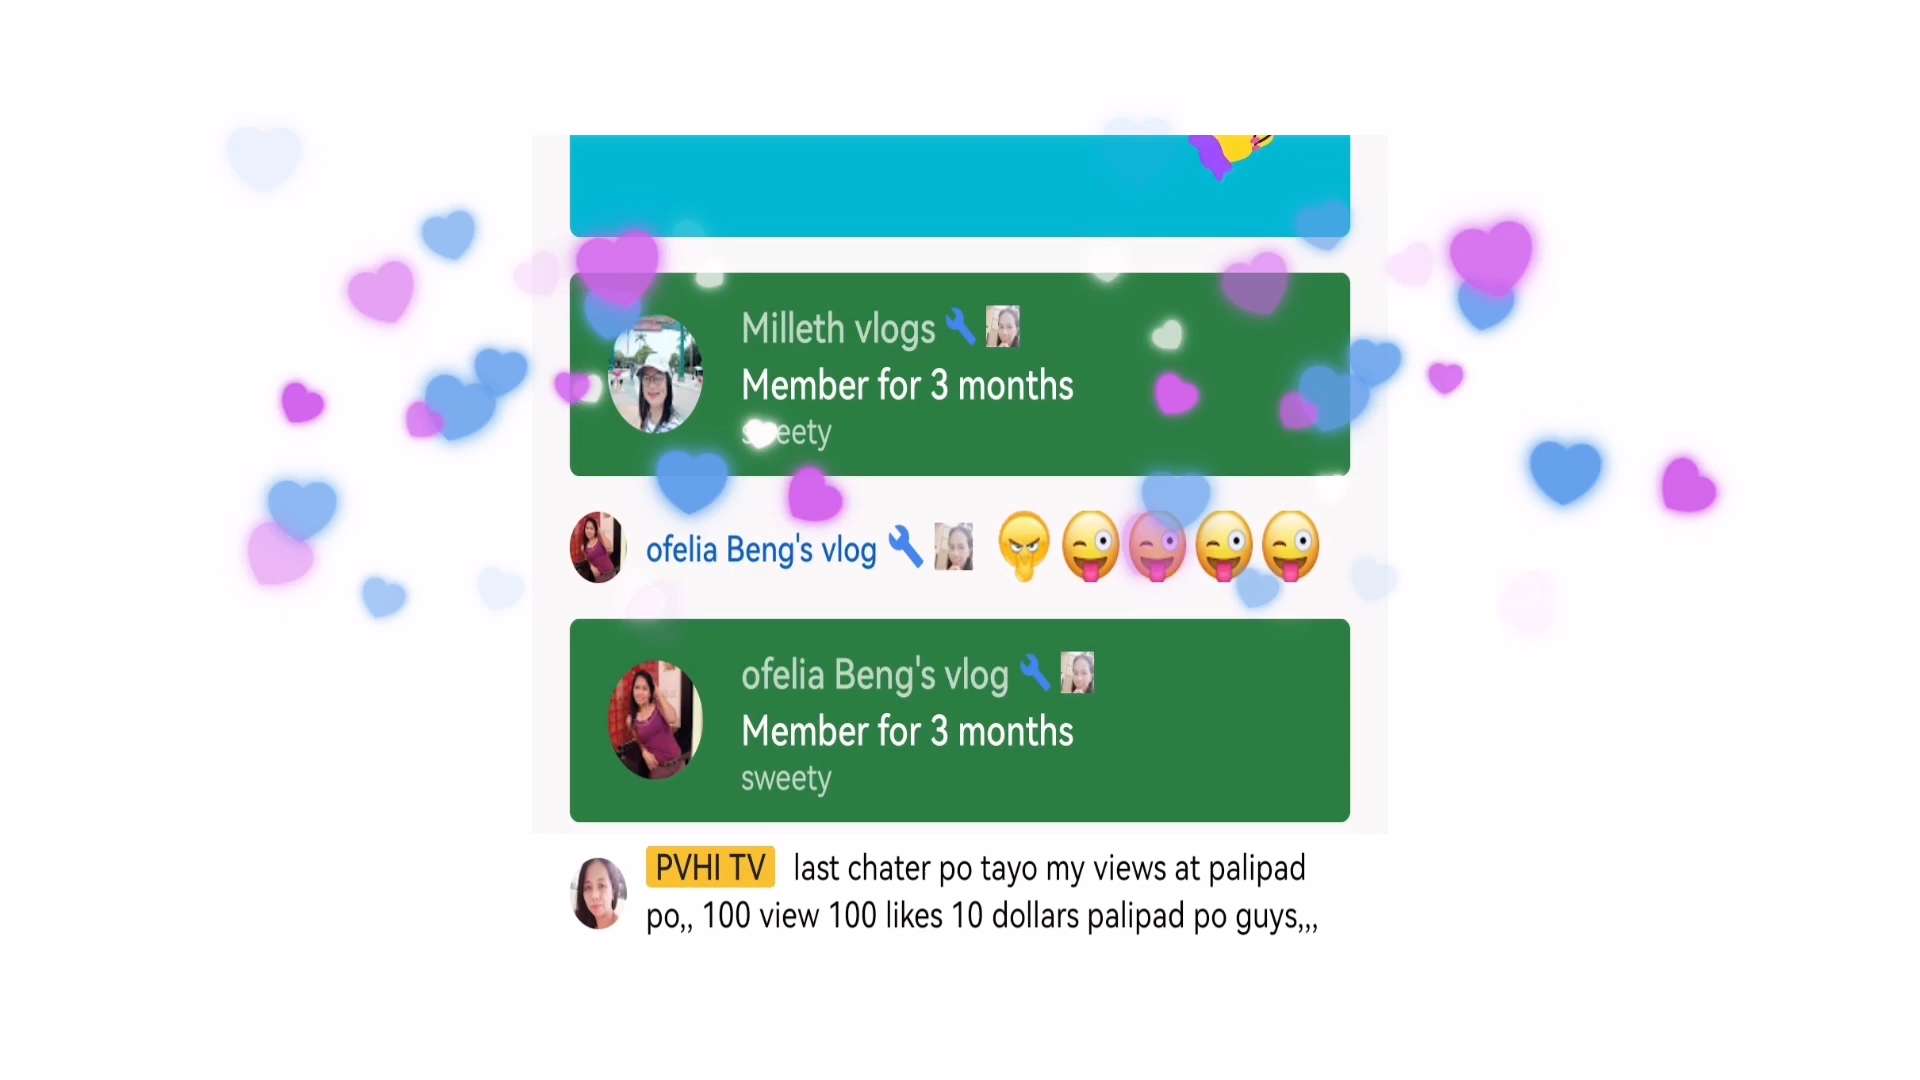 Milleth vlogs
Member for 3 months
sweety
ofelia Beng's vlog
ofelia Beng's vlog
Member for 3 months
sweety
PVHI TV last chater po tayo my views at palipad
po,, 100 view 100 likes 10 dollars palipad po guys,,,